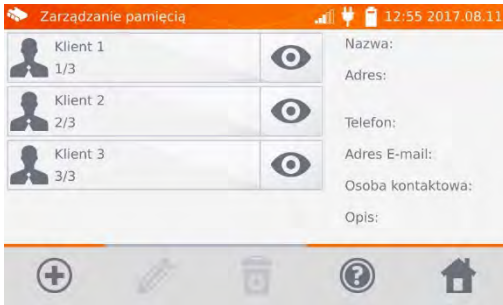 Zarządzanie pamięcią
12:55 2017.08.11
Klient 1
1/3
Klient 2
2/3
Klient 3
3/3
Nazwa:
Adres:
Telefon:
Adres E-mail:
Osoba kontaktowa:
Opis: